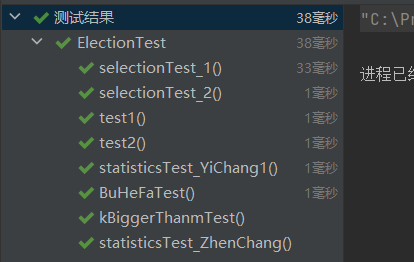 测试结果 38毫秒
ElectionTest 38毫秒
selectionTest_1() 33毫秒
selectionTest_2() 1毫秒
test1() 1毫秒
test2() 1毫秒
statisticsTest_YiChang1() 1毫秒
BuHeFaTest() 1毫秒
kBiggerThanmTest()
statisticsTest_ZhenChang()
"C:\Pr
进程已